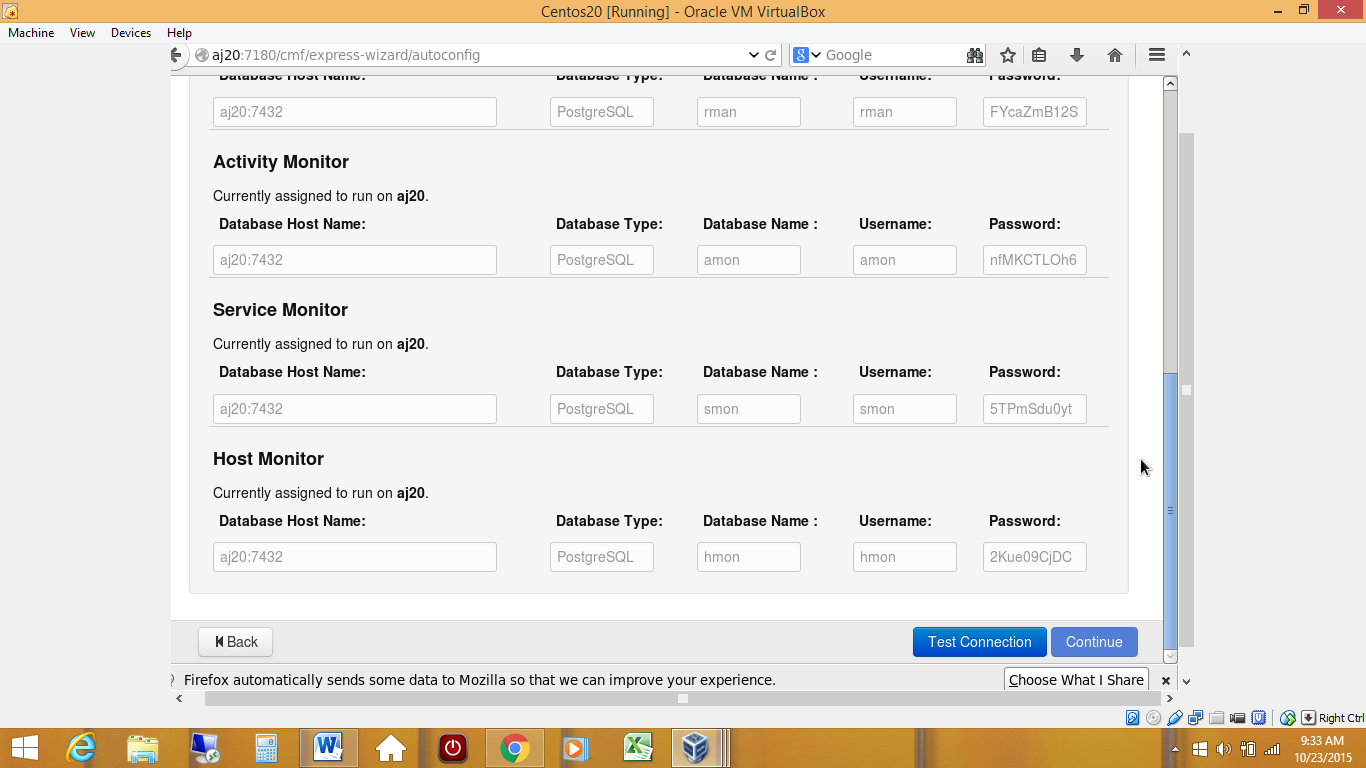 Centos20 [Running] - Oracle VM VirtualBox
Machine View Devices Help
aj20:7180/cmf/express-wizard/autoconfig
Google
Database Host Name: Database Type: Database Name : Username: Password:
aj20:7432 PostgreSQL rman rman FYcaZmB12S
Activity Monitor
Currently assigned to run on aj20.
Database Host Name: Database Type: Database Name : Username: Password:
aj20:7432 PostgreSQL amon amon nfMKCTLOh6
Service Monitor
Currently assigned to run on aj20.
Database Host Name: Database Type: Database Name : Username: Password:
aj20:7432 PostgreSQL smon smon 5TPmSdu0yt
Host Monitor
Currently assigned to run on aj20.
Database Host Name: Database Type: Database Name : Username: Password:
aj20:7432 PostgreSQL hmon hmon 2Kue09CjDC
Back Test Connection Continue
Firefox automatically sends some data to Mozilla so that we can improve your experience. Choose What I Share
Right Ctrl
9:33 AM
10/23/2015